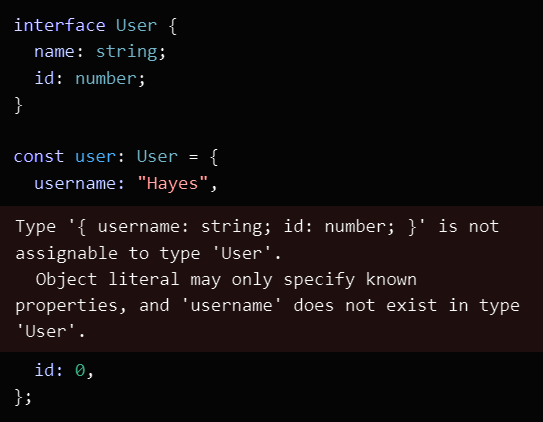 interface User {
  name: string;
  id: number;
}

const user: User = {
  username: "Hayes",
Type '{ username: string; id: number; }' is not
assignable to type 'User'.
  Object literal may only specify known
properties, and 'username' does not exist in type
'User'.
  id: 0,
};